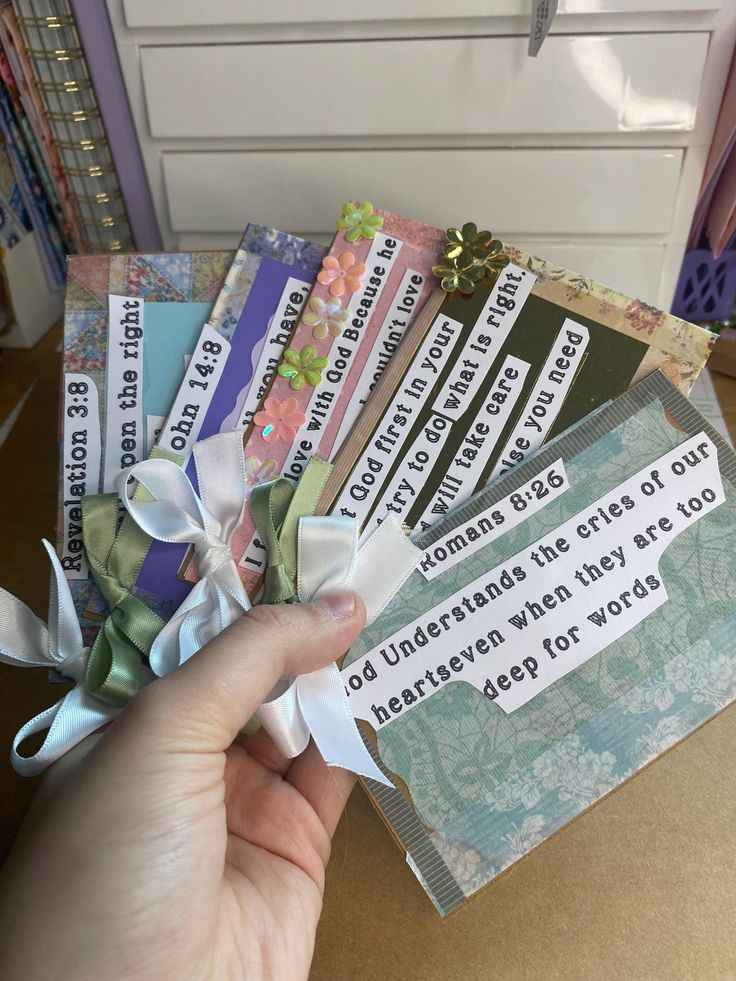 Revelation 3:8
pen the right
ohn 14:8
l you have,
love with God Because he
couldn't love
I f
t God first in your
try to do
what is right
will take care
lse you need
Romans 8:26
od Understands the cries of our
heartseven when they are too
deep for words